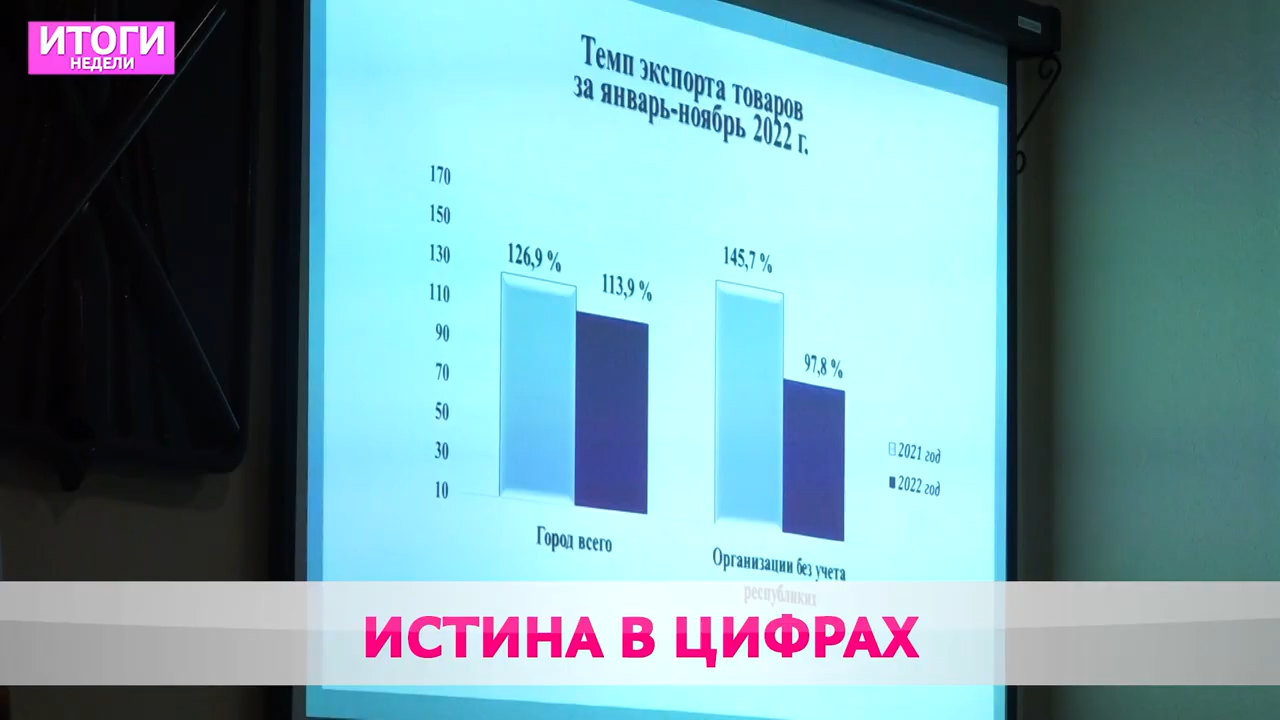 ИТОГИ
НЕДЕЛИ
Темп экспорта товаров
за январь-ноябрь 2022 г.
170
150
130
110
90
70
50
30
10
126,9 %
113,9 %
145,7 %
97,8 %
2021 год
2022 год
Город всего
Организации без учета
ИСТИНА В ЦИФРАХ